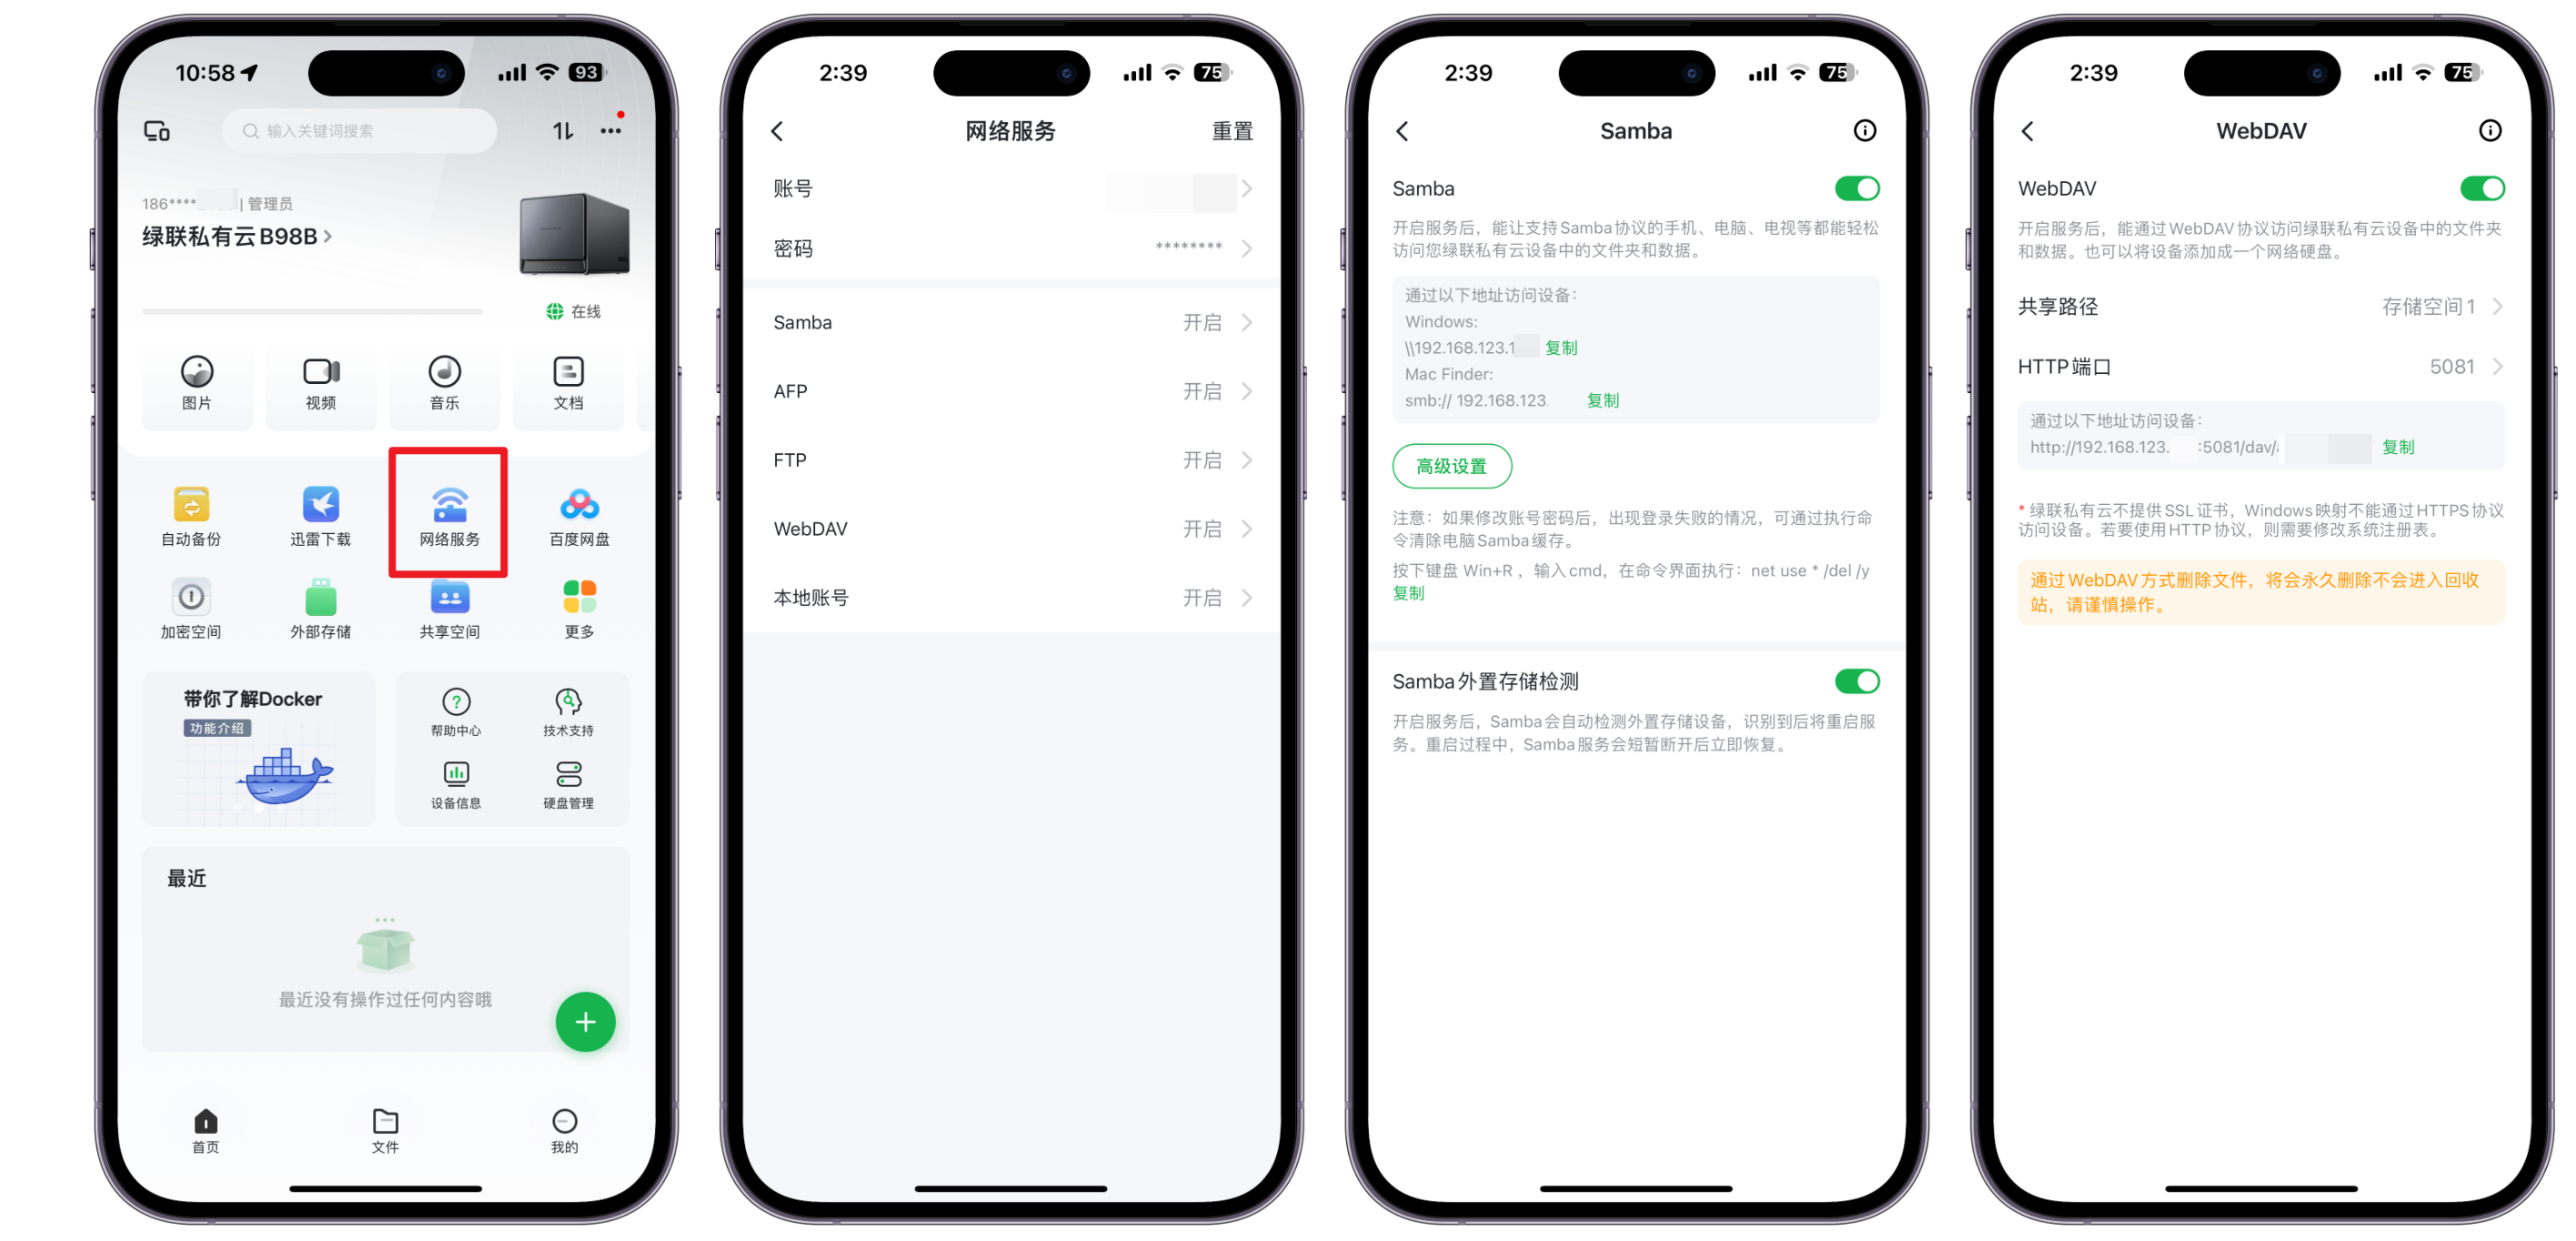 10:58
93
输入关键词搜索
186**** | 管理员
绿联私有云B98B
在线
图片
视频
音乐
文档
自动备份
迅雷下载
网络服务
百度网盘
加密空间
外部存储
共享空间
更多
带你了解Docker
功能介绍
帮助中心
技术支持
设备信息
硬盘管理
最近
最近没有操作过任何内容哦
首页
文件
我的
2:39
75
网络服务
重置
账号
密码
********
Samba
开启
AFP
开启
FTP
开启
WebDAV
开启
本地账号
开启
2:39
75
Samba
Samba
开启服务后，能让支持Samba协议的手机、电脑、电视等都能轻松
访问您绿联私有云设备中的文件夹和数据。
通过以下地址访问设备：
Windows:
\\192.168.123.1 复制
Mac Finder:
smb:// 192.168.123. 复制
高级设置
注意：如果修改账号密码后，出现登录失败的情况，可通过执行命
令清除电脑Samba缓存。
按下键盘 Win+R ，输入cmd，在命令界面执行：net use * /del /y
复制
Samba外置存储检测
开启服务后，Samba会自动检测外置存储设备，识别到后将重启服
务。重启过程中，Samba服务会短暂断开后立即恢复。
2:39
75
WebDAV
WebDAV
开启服务后，能通过WebDAV协议访问绿联私有云设备中的文件夹
和数据。也可以将设备添加成一个网络硬盘。
共享路径
存储空间1
HTTP端口
5081
通过以下地址访问设备：
http://192.168.123. :5081/dav/ 复制
* 绿联私有云不提供SSL证书，Windows映射不能通过HTTPS协议
访问设备。若要使用HTTP协议，则需要修改系统注册表。
通过WebDAV方式删除文件，将会永久删除不会进入回收
站，请谨慎操作。